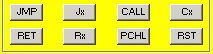 JMP Jx CALL Cx
RET Rx PCHL RST